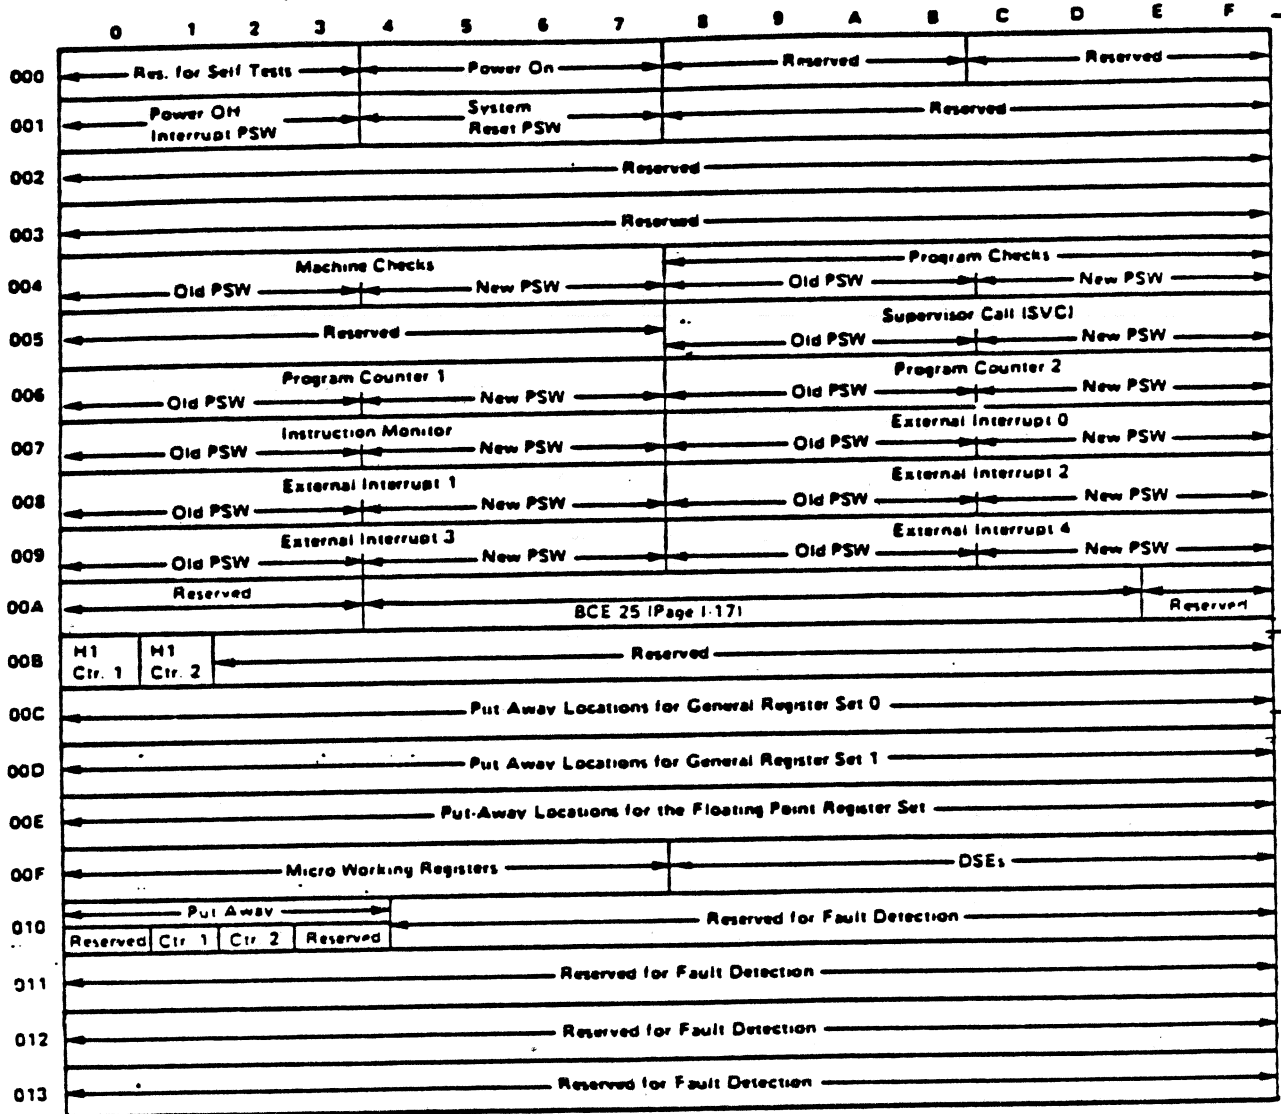 0 1 2 3 4 5 6 7 8 9 A B C D E F
000 Res. for Self Tests Power On Reserved Reserved
001 Power Off Interrupt PSW System Reset PSW Reserved
002 Reserved
003 Reserved
Machine Checks Program Checks
004 Old PSW New PSW Old PSW New PSW
Supervisor Call (SVC)
005 Reserved Old PSW New PSW
Program Counter 1 Program Counter 2
006 Old PSW New PSW Old PSW New PSW
Instruction Monitor External Interrupt 0
007 Old PSW New PSW Old PSW New PSW
External Interrupt 1 External Interrupt 2
008 Old PSW New PSW Old PSW New PSW
External Interrupt 3 External Interrupt 4
009 Old PSW New PSW Old PSW New PSW
00A Reserved BCE 25 (Page I-17) Reserved
00B H1 Ctr. 1 H1 Ctr. 2 Reserved
00C Put Away Locations for General Register Set 0
00D Put Away Locations for General Register Set 1
00E Put-Away Locations for the Floating Point Register Set
00F Micro Working Registers DSEs
Put Away
010 Reserved Ctr. 1 Ctr. 2 Reserved Reserved for Fault Detection
011 Reserved for Fault Detection
012 Reserved for Fault Detection
013 Reserved for Fault Detection